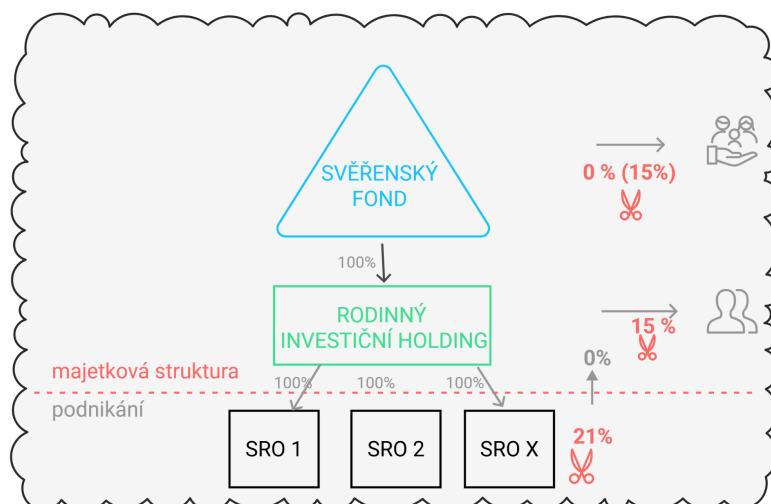 SVĚŘENSKÝ
FOND
0 % (15%)
100%
RODINNÝ
INVESTIČNÍ HOLDING
15 %
0%
majetková struktura
100%
100%
100%
podnikání
SRO 1
SRO 2
SRO X
21%